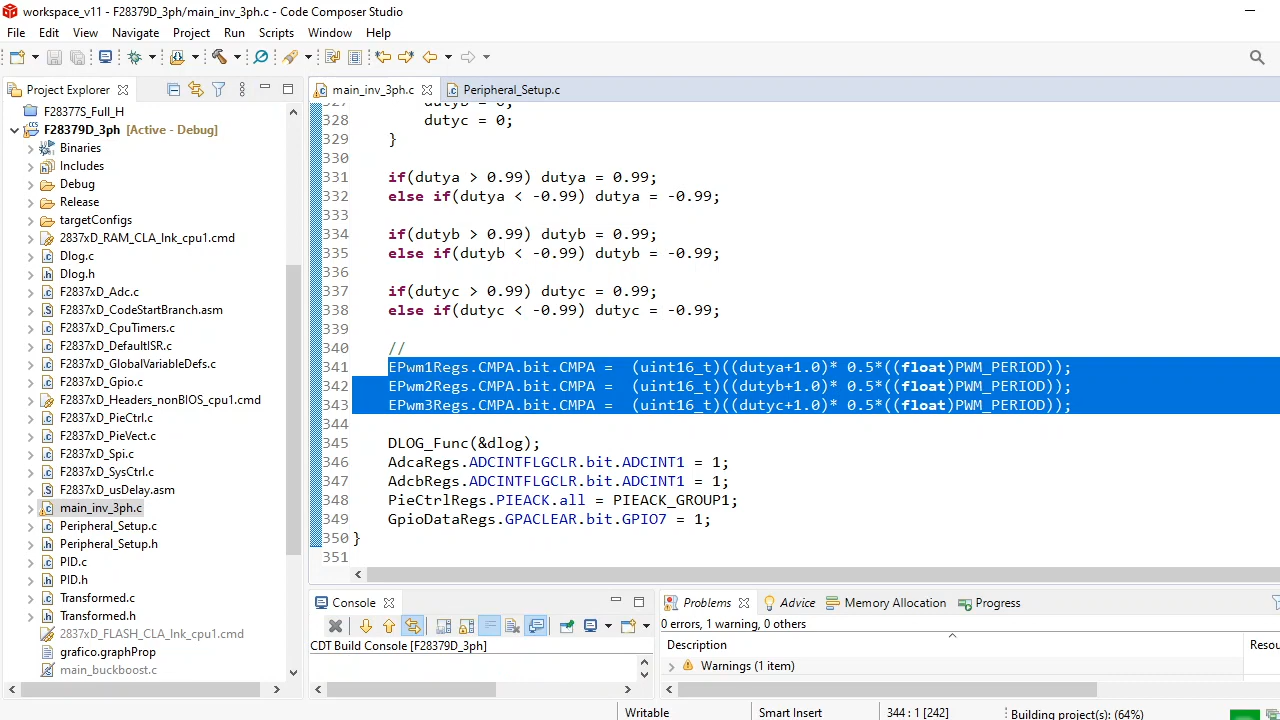 workspace_v11 - F28379D_3ph/main_inv_3ph.c - Code Composer Studio
File Edit View Navigate Project Run Scripts Window Help
Project Explorer
F28377S_Full_H
F28379D_3ph [Active - Debug]
Binaries
Includes
Debug
Release
targetConfigs
2837xD_RAM_CLA_lnk_cpu1.cmd
Dlog.c
Dlog.h
F2837xD_Adc.c
F2837xD_CodeStartBranch.asm
F2837xD_CpuTimers.c
F2837xD_DefaultISR.c
F2837xD_GlobalVariableDefs.c
F2837xD_Gpio.c
F2837xD_Headers_nonBIOS_cpu1.cmd
F2837xD_PieCtrl.c
F2837xD_PieVect.c
F2837xD_Spi.c
F2837xD_SysCtrl.c
F2837xD_usDelay.asm
main_inv_3ph.c
Peripheral_Setup.c
Peripheral_Setup.h
PID.c
PID.h
Transformed.c
Transformed.h
2837xD_FLASH_CLA_lnk_cpu1.cmd
grafico.graphProp
main_buckboost.c
main_inv_3ph.c Peripheral_Setup.c
327 dutyb = 0;
328 dutyc = 0;
329 }
330
331 if(dutya > 0.99) dutya = 0.99;
332 else if(dutya < -0.99) dutya = -0.99;
333
334 if(dutyb > 0.99) dutyb = 0.99;
335 else if(dutyb < -0.99) dutyb = -0.99;
336
337 if(dutyc > 0.99) dutyc = 0.99;
338 else if(dutyc < -0.99) dutyc = -0.99;
339
340 //
341 EPwm1Regs.CMPA.bit.CMPA = (uint16_t)((dutya+1.0)* 0.5*((float)PWM_PERIOD));
342 EPwm2Regs.CMPA.bit.CMPA = (uint16_t)((dutyb+1.0)* 0.5*((float)PWM_PERIOD));
343 EPwm3Regs.CMPA.bit.CMPA = (uint16_t)((dutyc+1.0)* 0.5*((float)PWM_PERIOD));
344
345 DLOG_Func(&dlog);
346 AdcaRegs.ADCINTFLGCLR.bit.ADCINT1 = 1;
347 AdcbRegs.ADCINTFLGCLR.bit.ADCINT1 = 1;
348 PieCtrlRegs.PIEACK.all = PIEACK_GROUP1;
349 GpioDataRegs.GPACLEAR.bit.GPIO7 = 1;
350 }
351
Console
CDT Build Console [F28379D_3ph]
Problems Advice Memory Allocation Progress
0 errors, 1 warning, 0 others
Description Resou
Warnings (1 item)
Writable Smart Insert 344 : 1 [242] Building project(s): (64%)